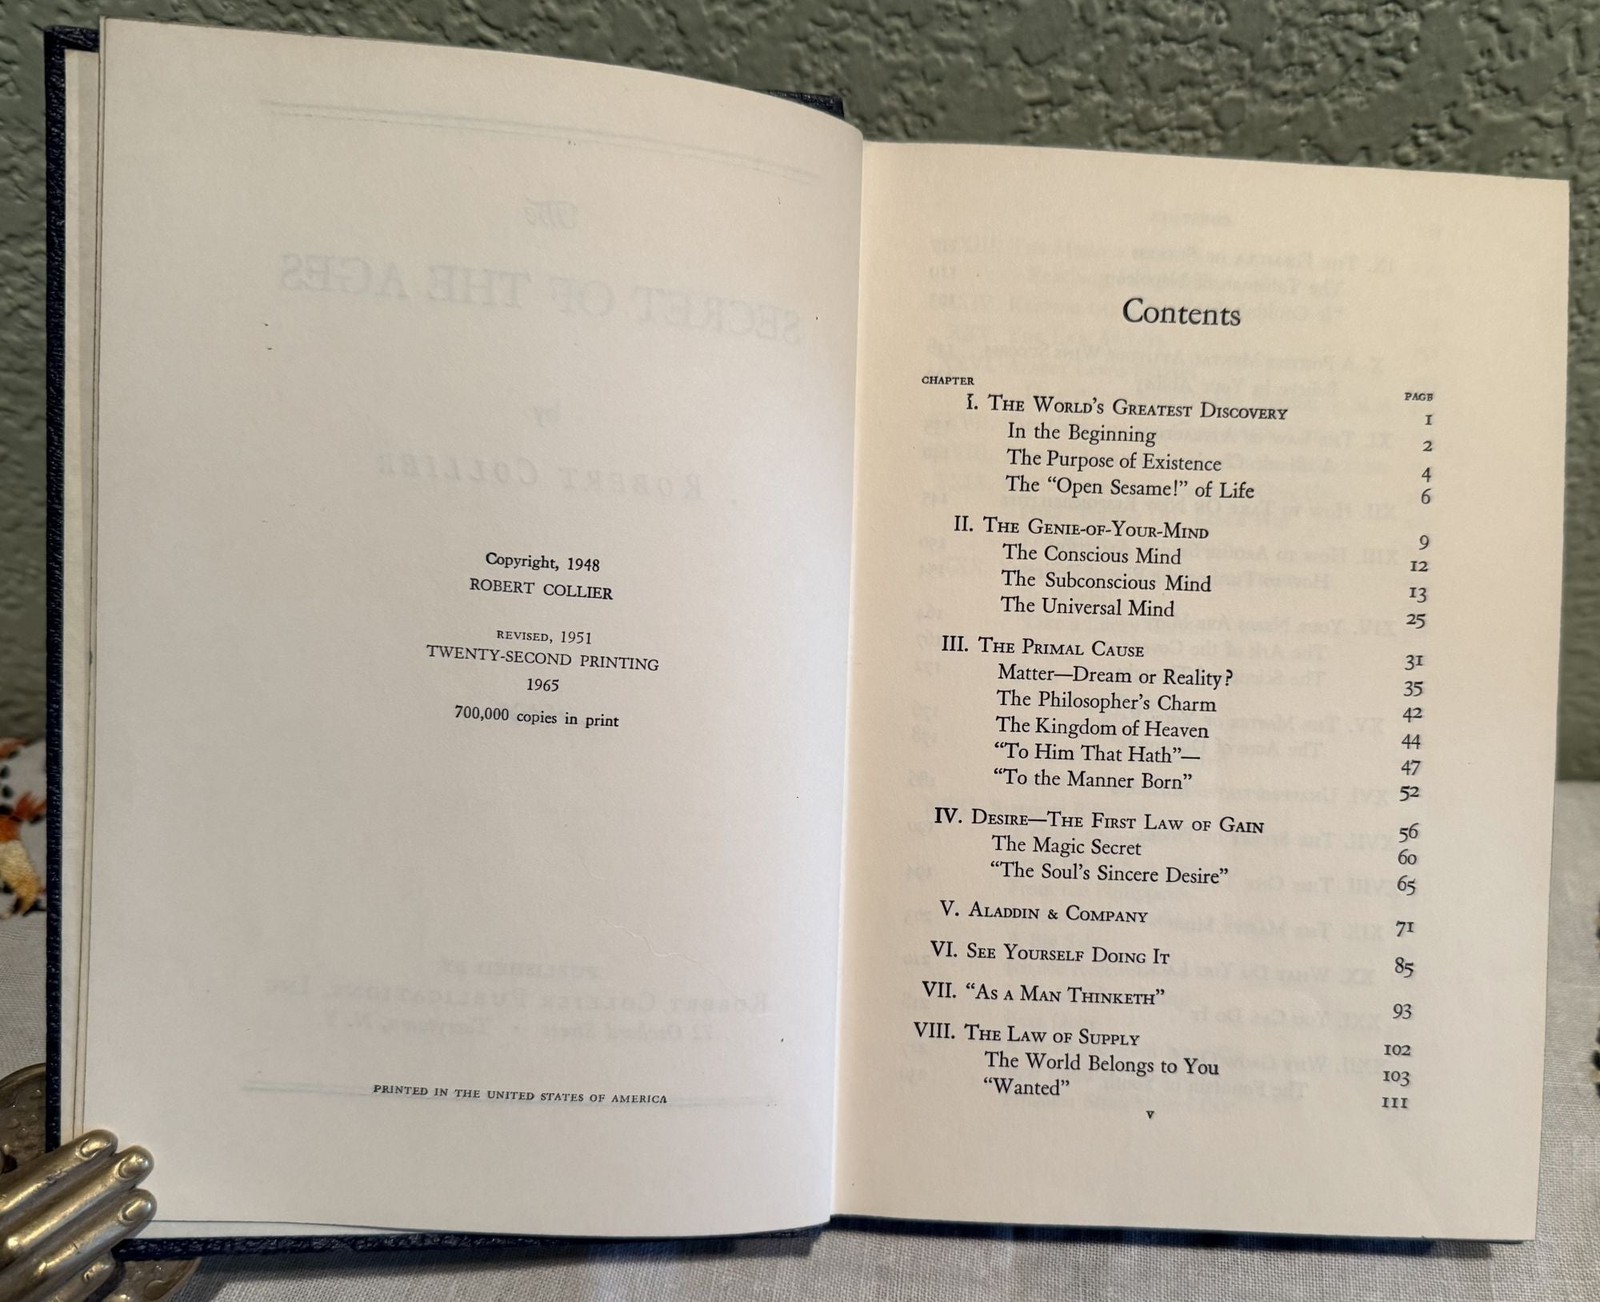 Copyright, 1948
ROBERT COLLIER
REVISED, 1951
TWENTY-SECOND PRINTING
1965
700,000 copies in print
PRINTED IN THE UNITED STATES OF AMERICA
Contents
CHAPTER PAGE
I. THE WORLD'S GREATEST DISCOVERY 1
In the Beginning 2
The Purpose of Existence 4
The “Open Sesame!” of Life 6
II. THE GENIE-OF-YOUR-MIND 9
The Conscious Mind 12
The Subconscious Mind 13
The Universal Mind 25
III. THE PRIMAL CAUSE 31
Matter—Dream or Reality? 35
The Philosopher's Charm 42
The Kingdom of Heaven 44
“To Him That Hath”— 47
“To the Manner Born” 52
IV. DESIRE—THE FIRST LAW OF GAIN 56
The Magic Secret 60
“The Soul's Sincere Desire” 65
V. ALADDIN & COMPANY 71
VI. SEE YOURSELF DOING IT 85
VII. “AS A MAN THINKETH” 93
VIII. THE LAW OF SUPPLY 102
The World Belongs to You 103
“Wanted” 111
v